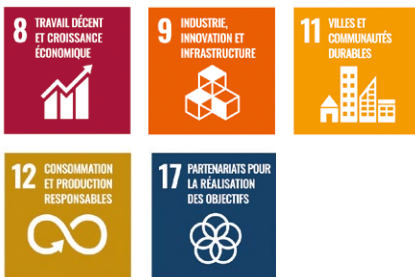 8 TRAVAIL DÉCENT
ET CROISSANCE
ÉCONOMIQUE
9 INDUSTRIE,
INNOVATION ET
INFRASTRUCTURE
11 VILLES ET
COMMUNAUTÉS
DURABLES
12 CONSOMMATION
ET PRODUCTION
RESPONSABLES
17 PARTENARIATS POUR
LA RÉALISATION
DES OBJECTIFS